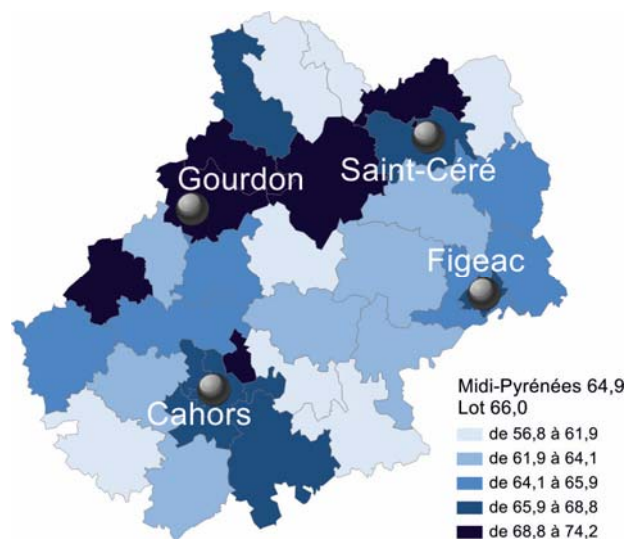 Saint-Céré
Gourdon
Figeac
Cahors
Midi-Pyrénées 64,9
Lot 66,0
de 56,8 à 61,9
de 61,9 à 64,1
de 64,1 à 65,9
de 65,9 à 68,8
de 68,8 à 74,2